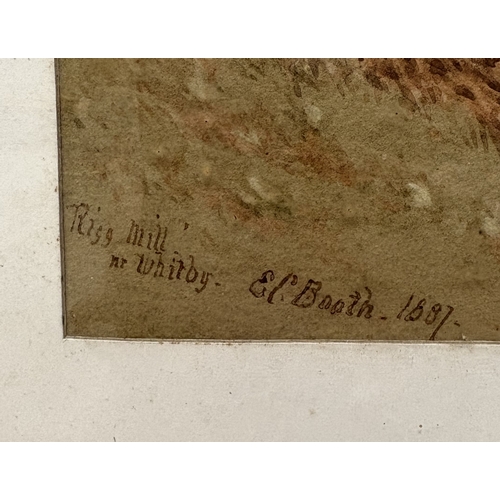 Rigg Mill'
nr Whitby. E C. Booth - 1887.